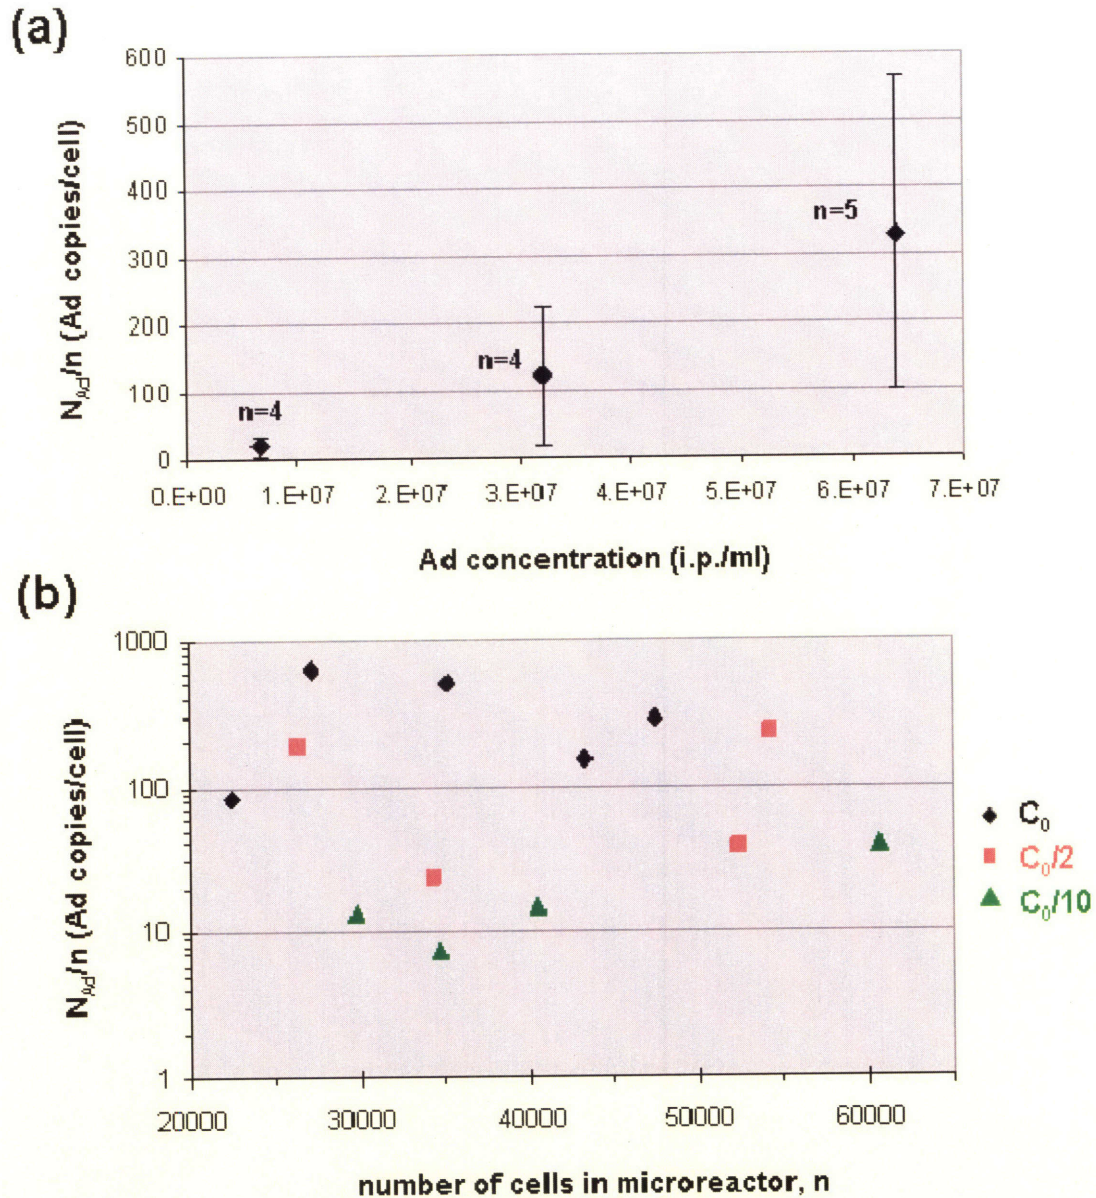 (a)
600
500
400
300
200
100
0
N_Ad/n (Ad copies/cell)
n=4
n=4
n=5
0.E+00 1.E+07 2.E+07 3.E+07 4.E+07 5.E+07 6.E+07 7.E+07
Ad concentration (i.p./ml)
(b)
1000
100
10
1
N_Ad/n (Ad copies/cell)
20000 30000 40000 50000 60000
number of cells in microreactor, n
C₀
C₀/2
C₀/10